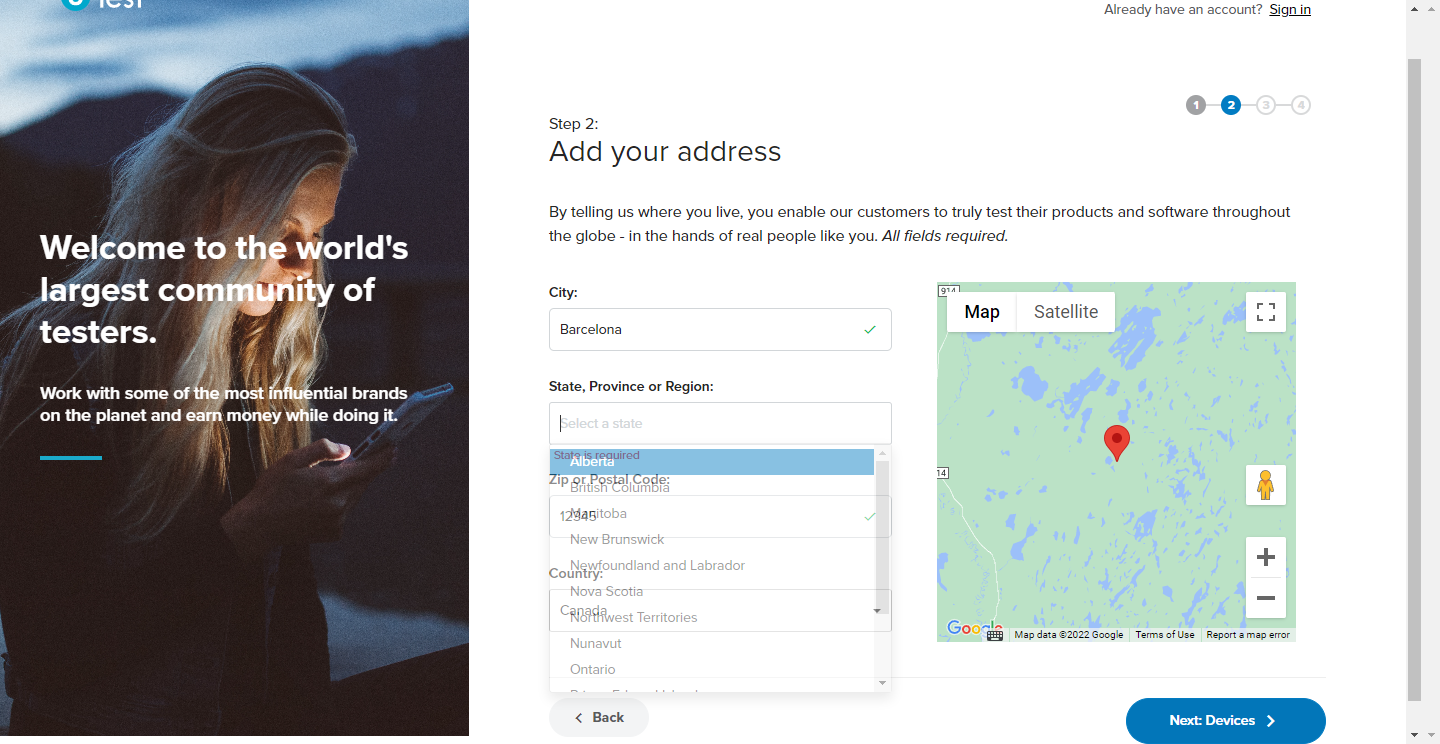 Test
Already have an account? Sign in
Welcome to the world's
largest community of
testers.
Work with some of the most influential brands
on the planet and earn money while doing it.
1 2 3 4
Step 2:
Add your address
By telling us where you live, you enable our customers to truly test their products and software throughout
the globe - in the hands of real people like you. All fields required.
City:
Barcelona
State, Province or Region:
Select a state
State is required
Alberta
Zip or Postal Code:
British Columbia
12345
Manitoba
New Brunswick
Newfoundland and Labrador
Country:
Nova Scotia
Canada
Northwest Territories
Nunavut
Ontario
914
Map Satellite
14
Google
Map data ©2022 Google Terms of Use Report a map error
Back
Next: Devices